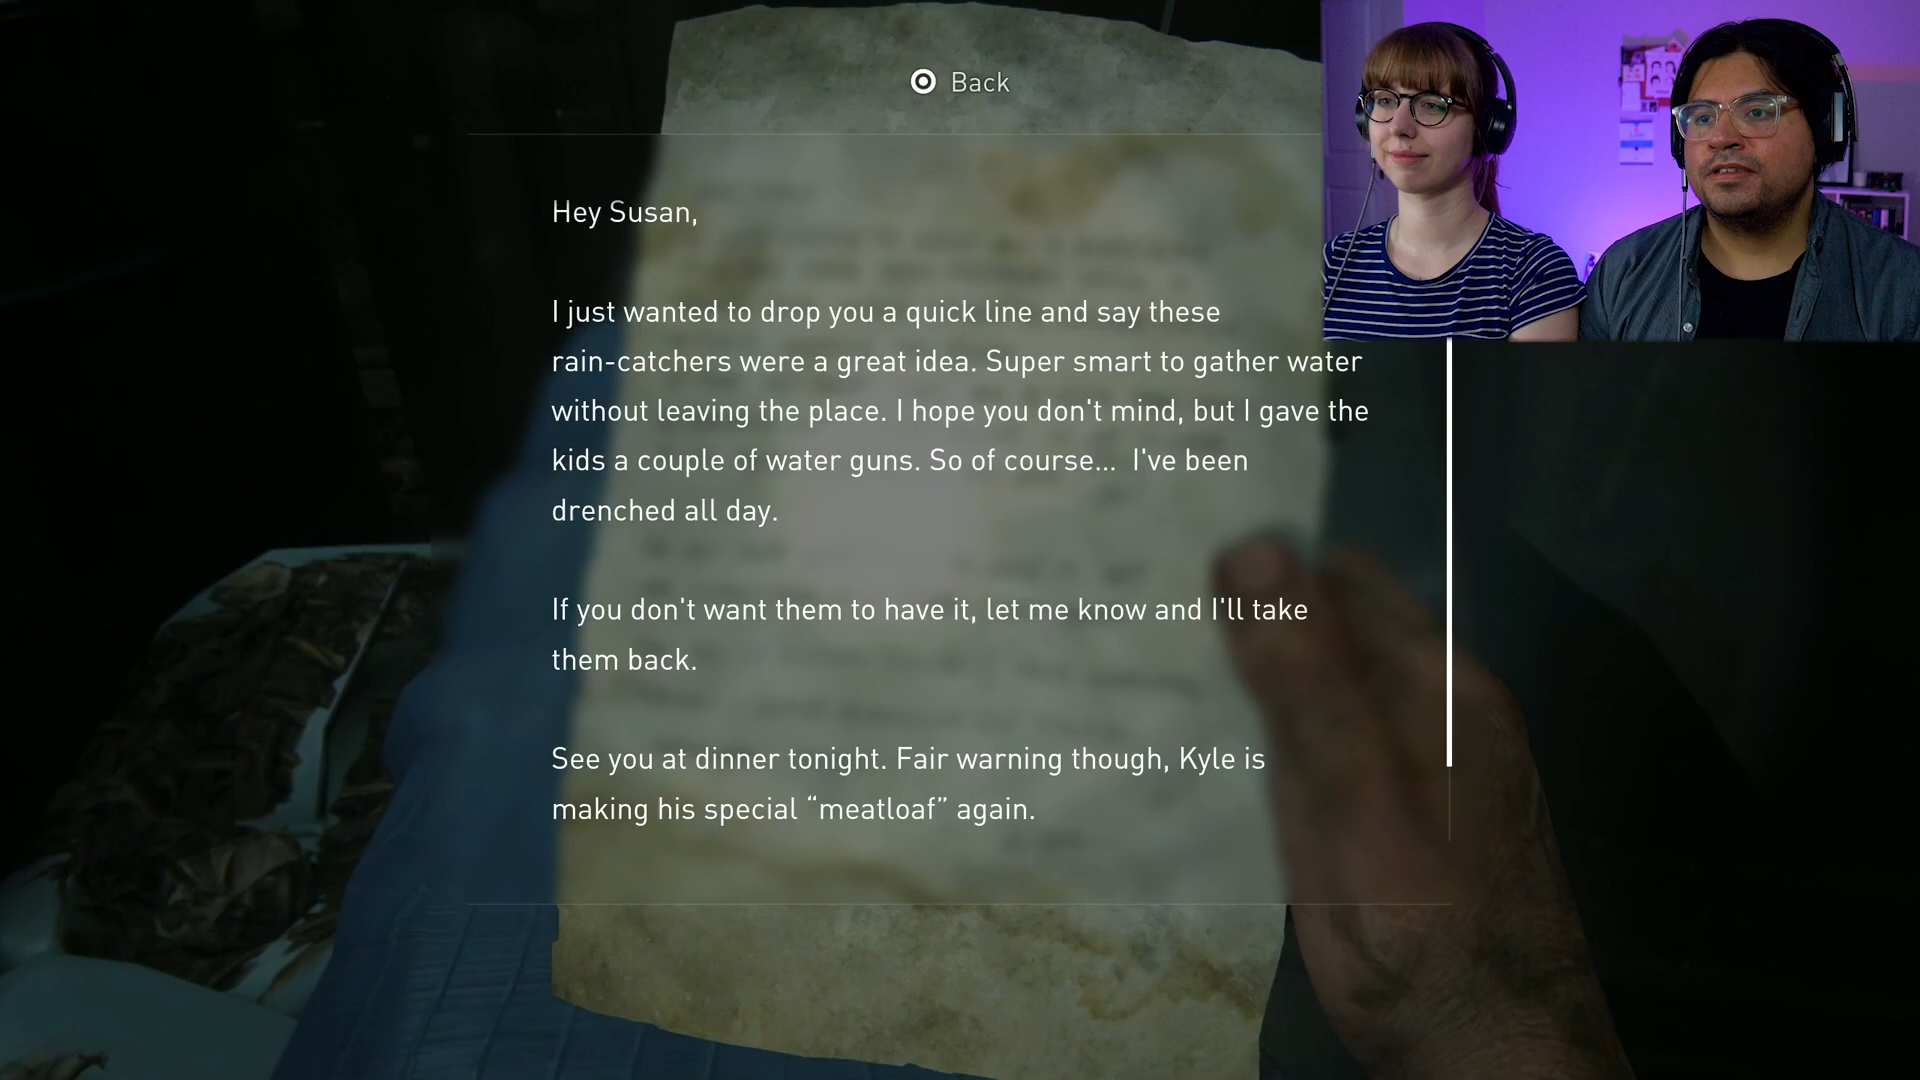 Back
Hey Susan,
I just wanted to drop you a quick line and say these
rain-catchers were a great idea. Super smart to gather water
without leaving the place. I hope you don't mind, but I gave the
kids a couple of water guns. So of course...  I've been
drenched all day.
If you don't want them to have it, let me know and I'll take
them back.
See you at dinner tonight. Fair warning though, Kyle is
making his special “meatloaf” again.